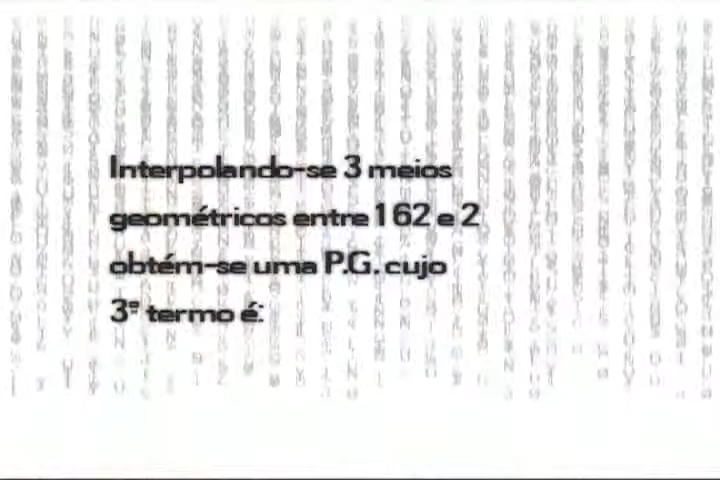 Interpolando-se 3 meios
geométricos entre 162 e 2
obtém-se uma P.G. cujo
3º termo é: